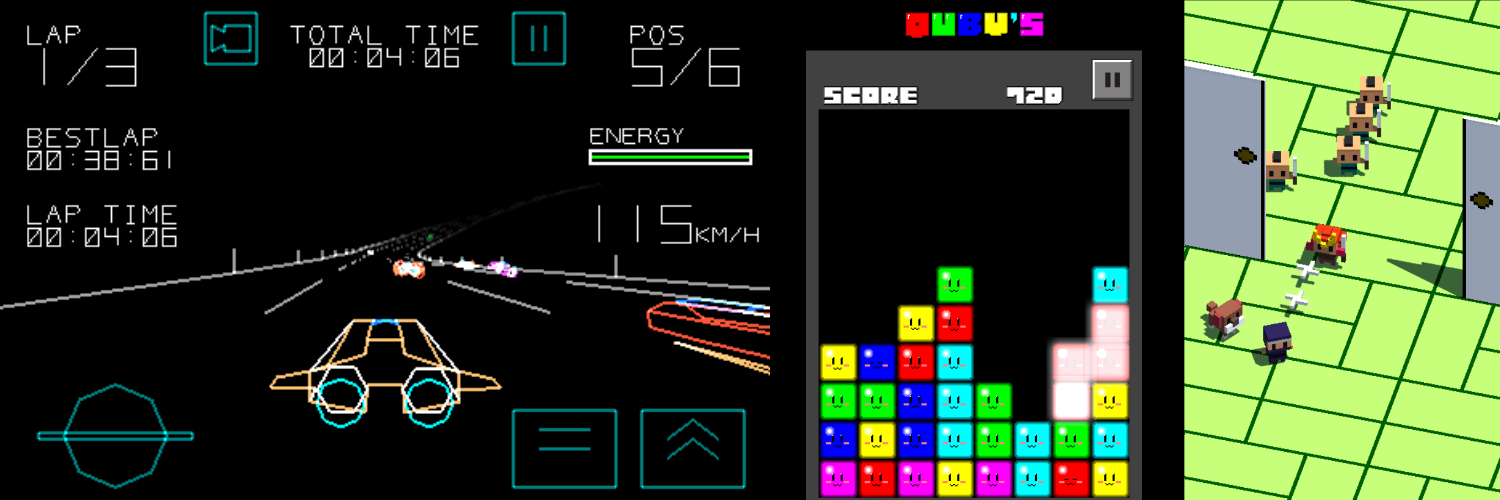 LAP
1/3
TOTAL TIME
00:04:06
POS
5/6
BESTLAP
00:38:61
ENERGY
LAP TIME
00:04:06
115KM/H
QUBU'S
SCORE 720